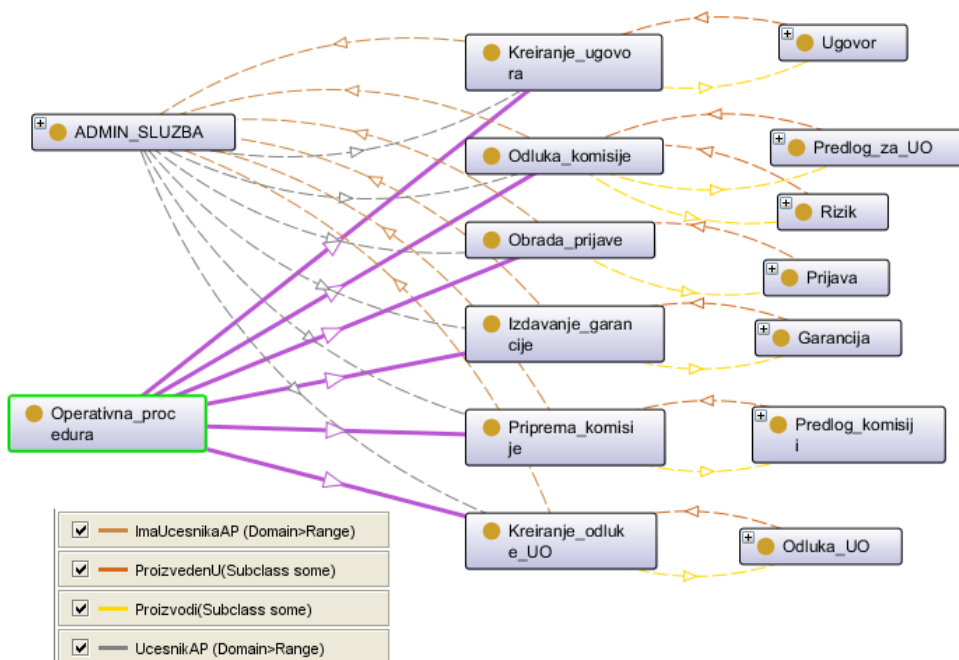 Kreiranje_ugovo
ra
Ugovor
ADMIN_SLUZBA
Odluka_komisije
Predlog_za_UO
Rizik
Obrada_prijave
Prijava
Izdavanje_garan
cije
Garancija
Operativna_proc
edura
Priprema_komisi
je
Predlog_komisij
i
Kreiranje_odluk
e_UO
Odluka_UO
ImaUcesnikaAP (Domain>Range)
ProizvedenU(Subclass some)
Proizvodi(Subclass some)
UcesnikAP (Domain>Range)